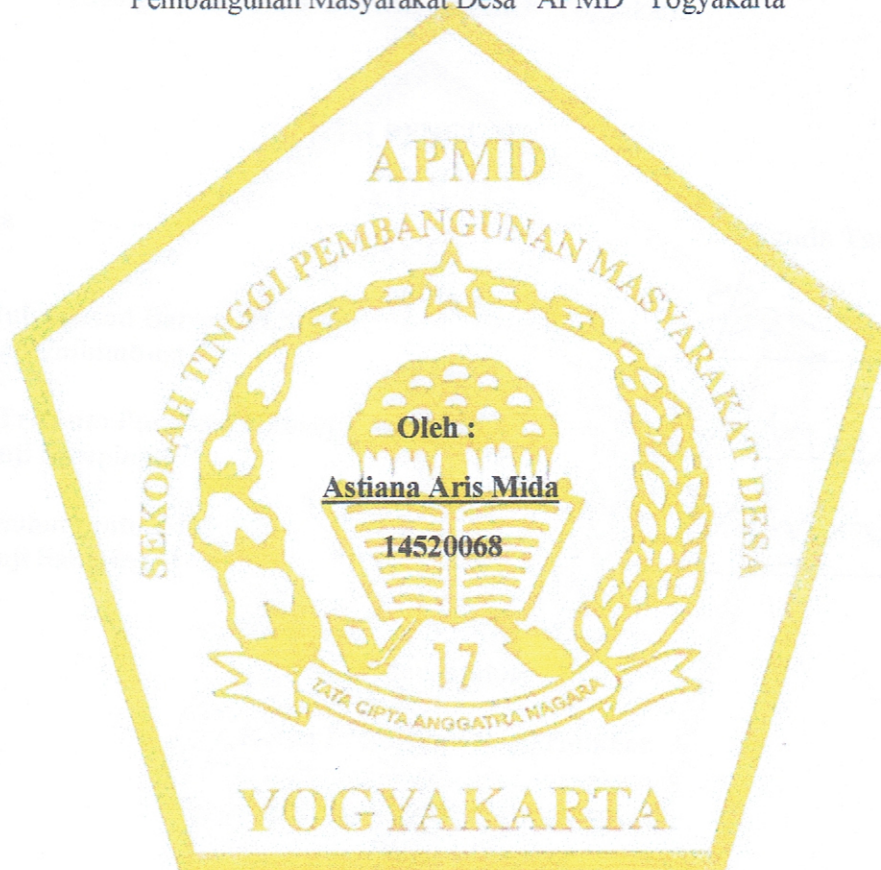 Pembangunan Masyarakat Desa "APMD" Yogyakarta
APMD
SEKOLAH TINGGI PEMBANGUNAN MASYARAKAT DESA
Oleh :
Astiana Aris Mida
14520068
17
TATA CIPTA ANGGATRA NAGARA
YOGYAKARTA